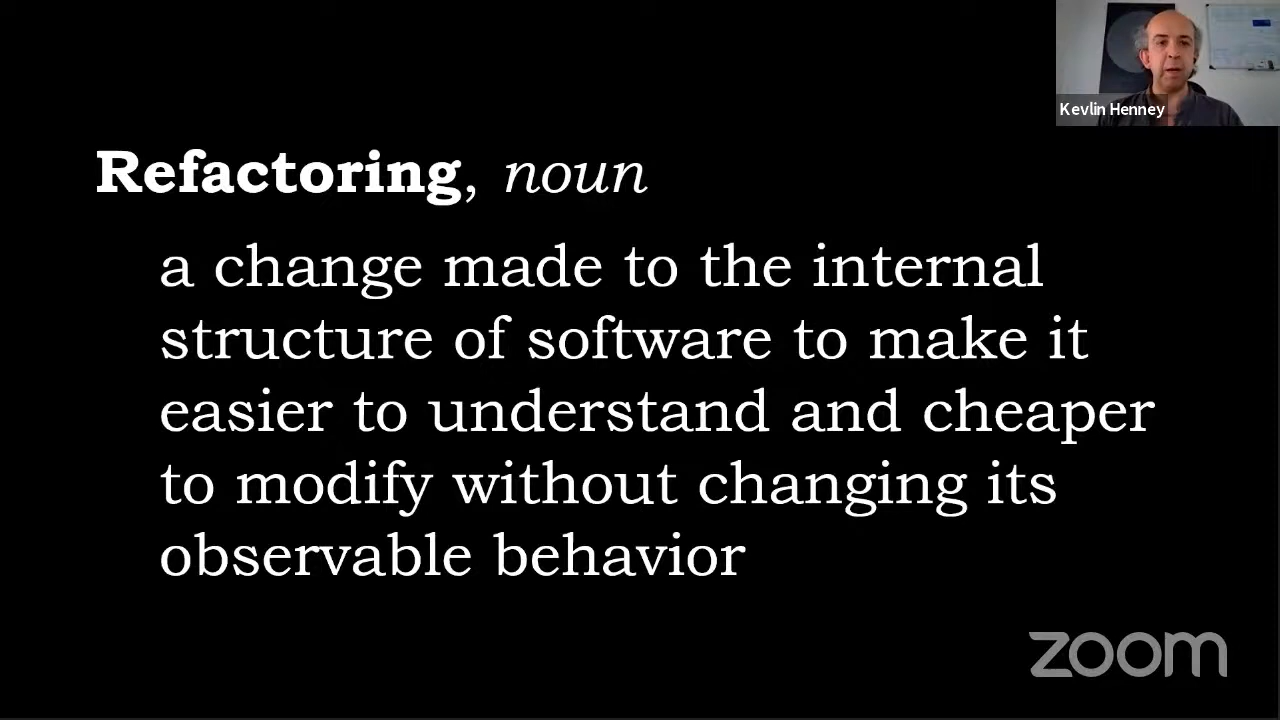 Kevlin Henney
Refactoring, noun
a change made to the internal
structure of software to make it
easier to understand and cheaper
to modify without changing its
observable behavior
zoom